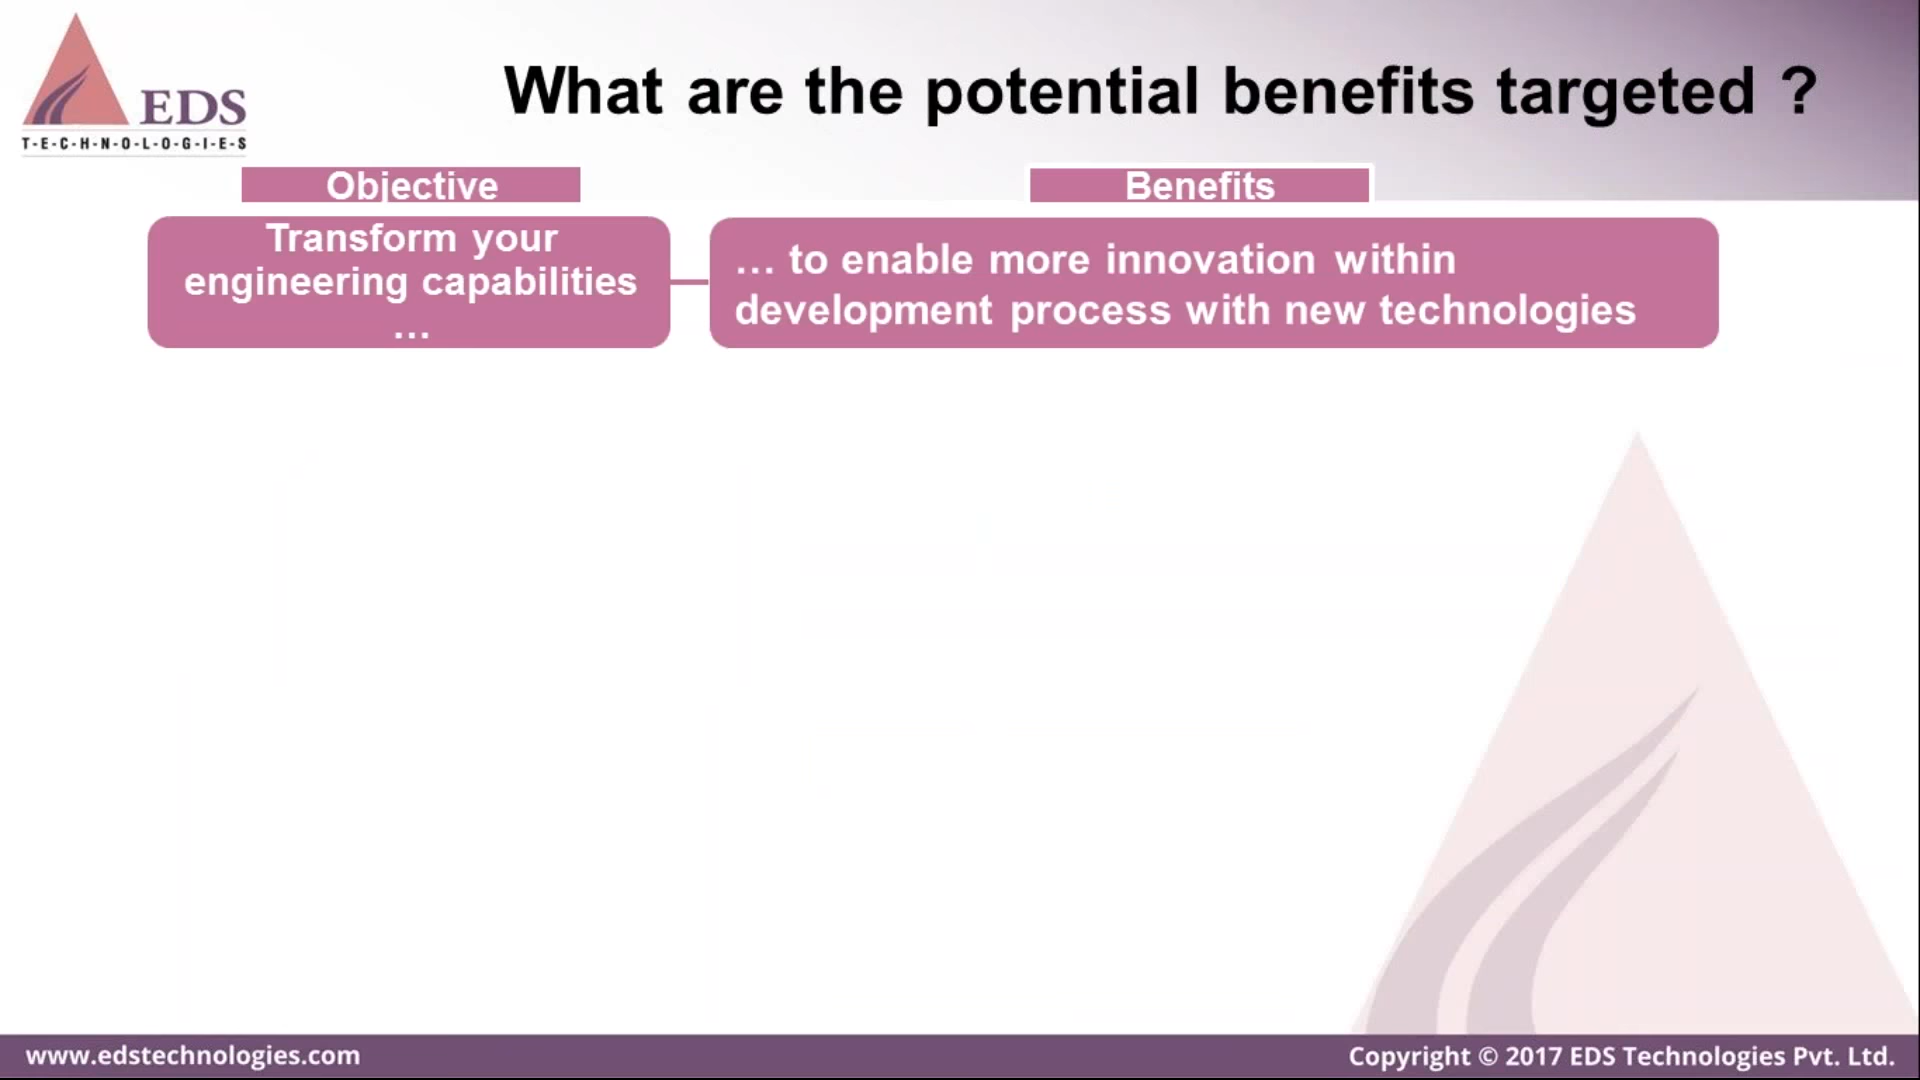 EDS
T-E-C-H-N-O-L-O-G-I-E-S
What are the potential benefits targeted ?
Objective
Benefits
Transform your
engineering capabilities
...
... to enable more innovation within
development process with new technologies
www.edstechnologies.com
Copyright © 2017 EDS Technologies Pvt. Ltd.